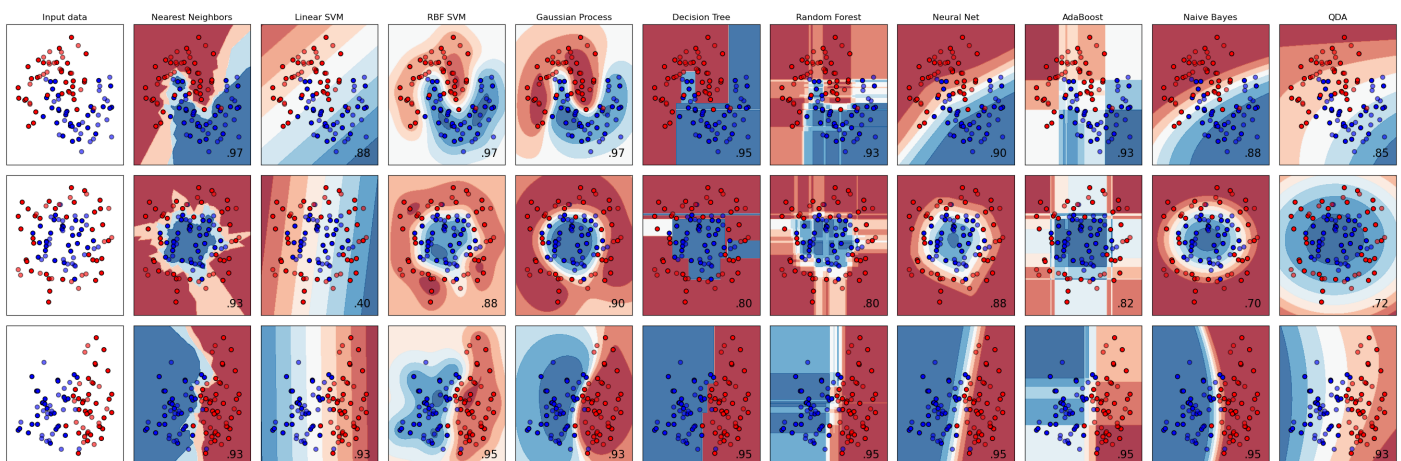 Input data Nearest Neighbors Linear SVM RBF SVM Gaussian Process Decision Tree Random Forest Neural Net AdaBoost Naive Bayes QDA
.97 .88 .97 .97 .95 .93 .90 .93 .88 .85
.93 .40 .88 .90 .80 .80 .88 .82 .70 .72
.93 .93 .95 .93 .95 .95 .95 .95 .95 .93